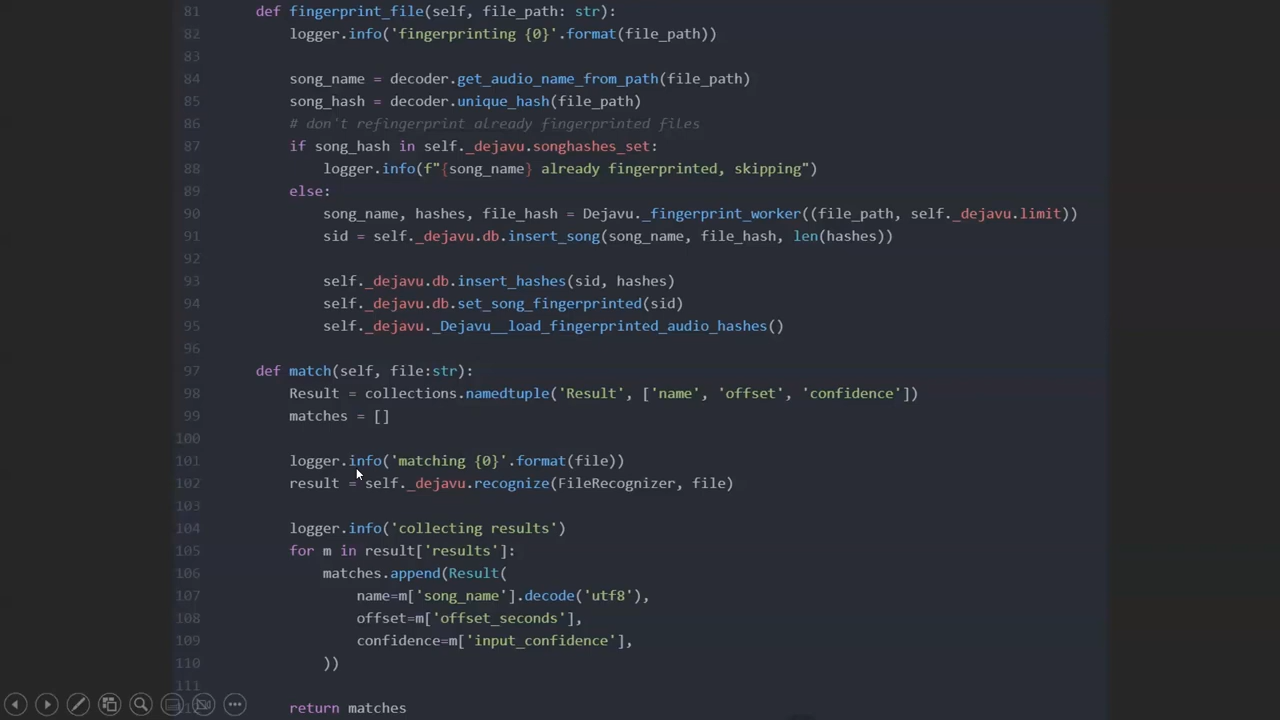 81 def fingerprint_file(self, file_path: str):
82 logger.info('fingerprinting {0}'.format(file_path))
83
84 song_name = decoder.get_audio_name_from_path(file_path)
85 song_hash = decoder.unique_hash(file_path)
86 # don't refingerprint already fingerprinted files
87 if song_hash in self._dejavu.songhashes_set:
88 logger.info(f"{song_name} already fingerprinted, skipping")
89 else:
90 song_name, hashes, file_hash = Dejavu._fingerprint_worker((file_path, self._dejavu.limit))
91 sid = self._dejavu.db.insert_song(song_name, file_hash, len(hashes))
92
93 self._dejavu.db.insert_hashes(sid, hashes)
94 self._dejavu.db.set_song_fingerprinted(sid)
95 self._dejavu._Dejavu__load_fingerprinted_audio_hashes()
96
97 def match(self, file:str):
98 Result = collections.namedtuple('Result', ['name', 'offset', 'confidence'])
99 matches = []
100
101 logger.info('matching {0}'.format(file))
102 result = self._dejavu.recognize(FileRecognizer, file)
103
104 logger.info('collecting results')
105 for m in result['results']:
106 matches.append(Result(
107 name=m['song_name'].decode('utf8'),
108 offset=m['offset_seconds'],
109 confidence=m['input_confidence'],
110 ))
111
return matches